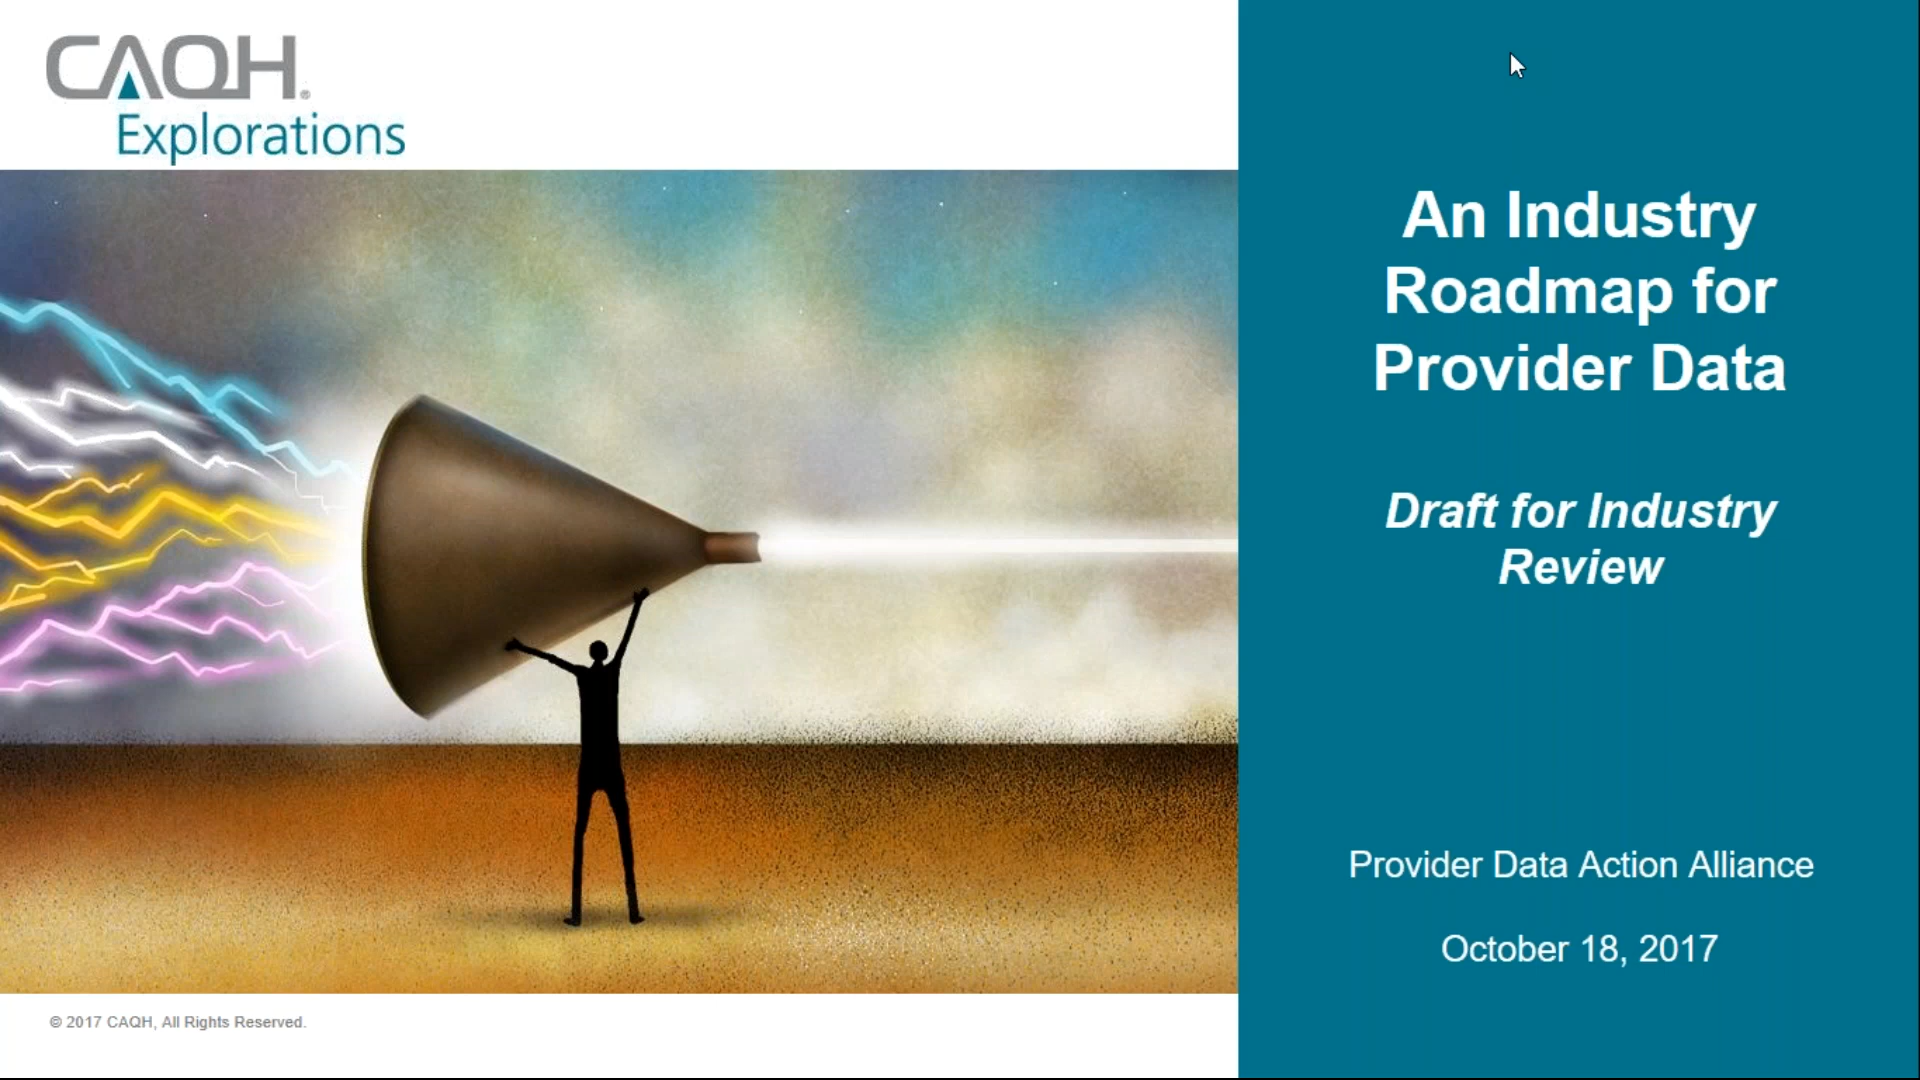 CAQH®
Explorations
An Industry
Roadmap for
Provider Data
Draft for Industry
Review
Provider Data Action Alliance
October 18, 2017
© 2017 CAQH, All Rights Reserved.